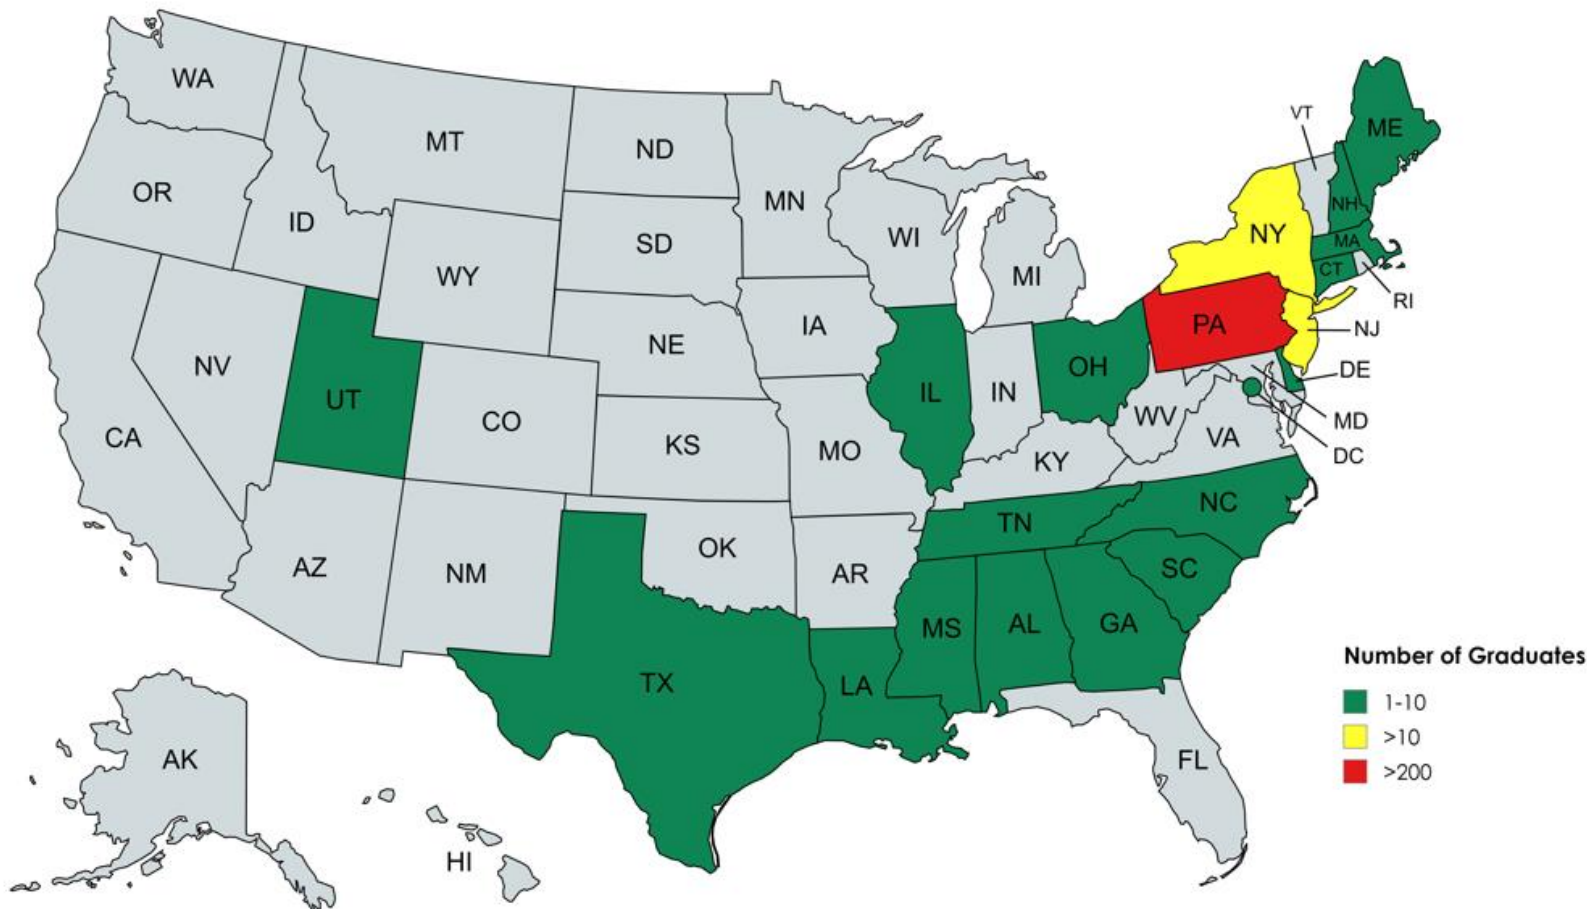 WA
OR
ID
MT
ND
MN
SD
WY
WI
MI
NV
UT
CO
NE
IA
CA
KS
MO
IL
IN
OH
PA
NY
VT
ME
NH
MA
CT
RI
NJ
DE
MD
DC
WV
VA
KY
TN
NC
SC
AZ
NM
OK
AR
TX
LA
MS
AL
GA
FL
AK
HI
Number of Graduates
1-10
>10
>200